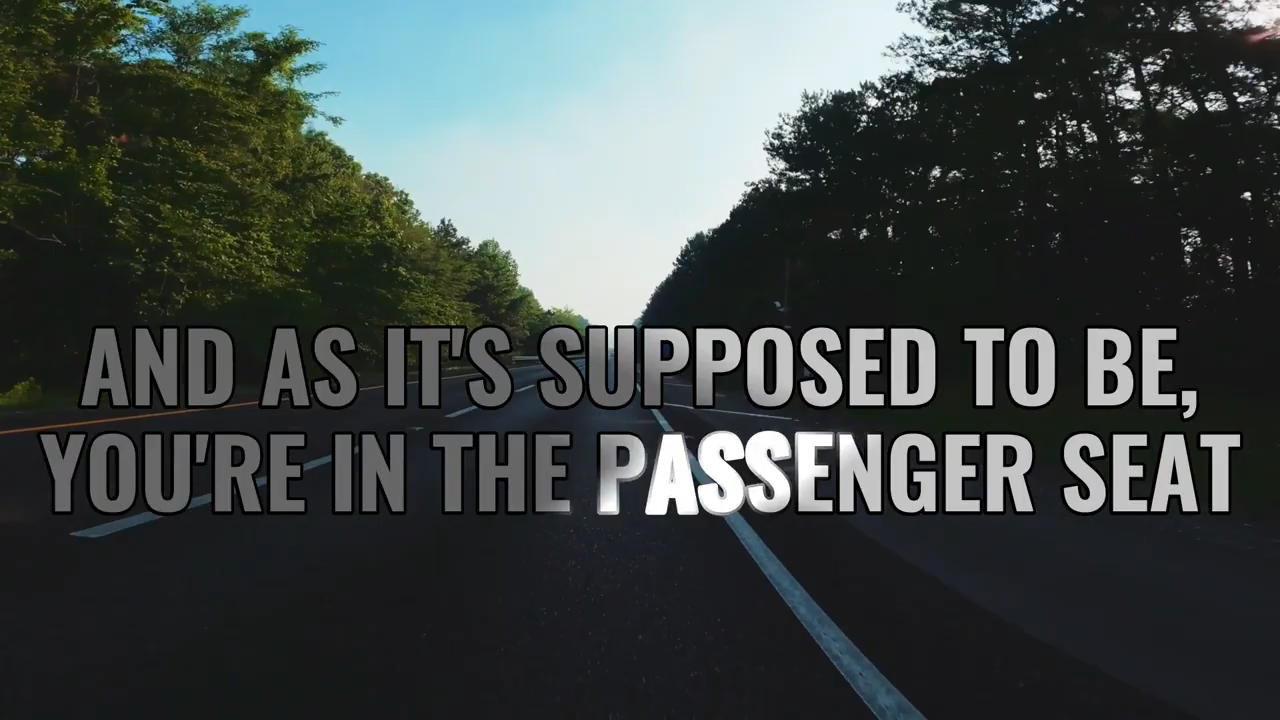 AND AS IT'S SUPPOSED TO BE,
YOU'RE IN THE PASSENGER SEAT